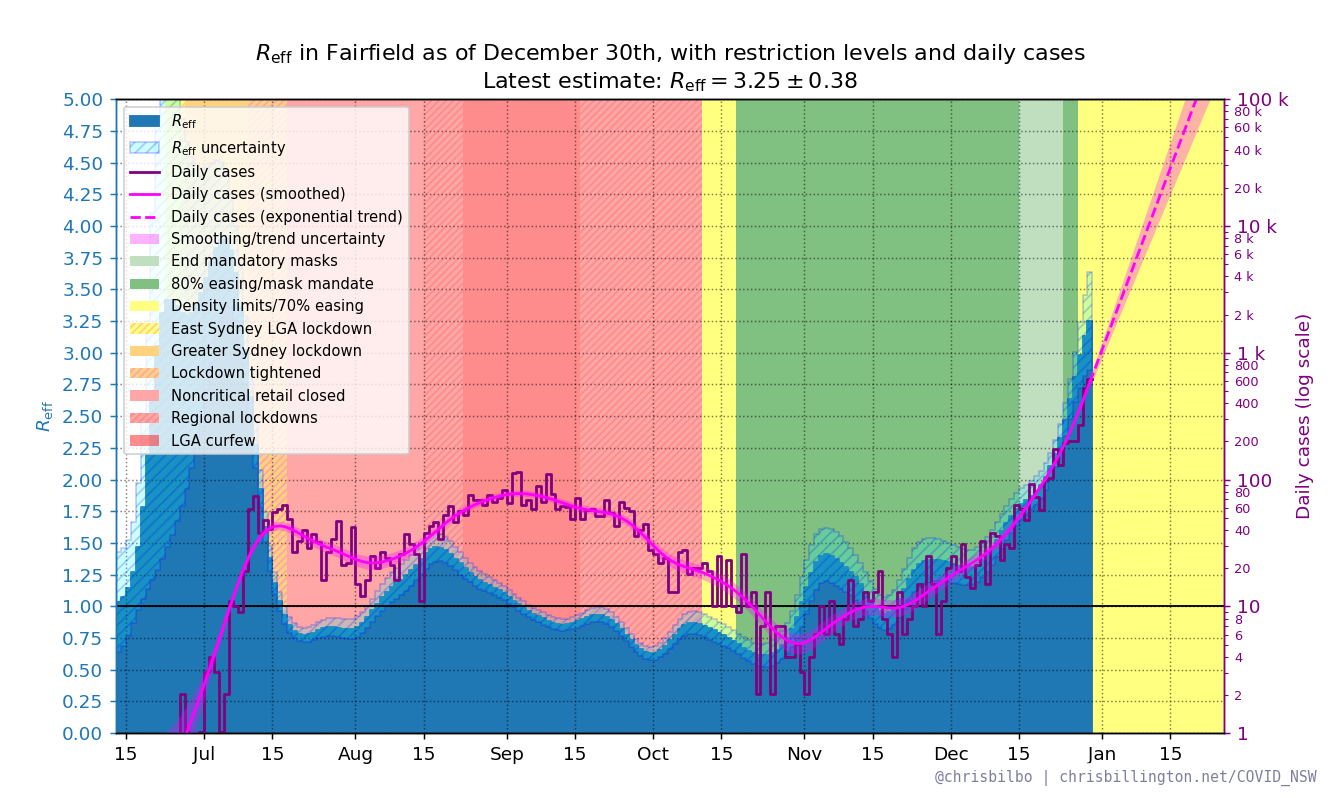 R_eff in Fairfield as of December 30th, with restriction levels and daily cases
Latest estimate: R_eff = 3.25 ± 0.38
R_eff
5.00
4.75
4.50
4.25
4.00
3.75
3.50
3.25
3.00
2.75
2.50
2.25
2.00
1.75
1.50
1.25
1.00
0.75
0.50
0.25
0.00
R_eff
R_eff uncertainty
Daily cases
Daily cases (smoothed)
Daily cases (exponential trend)
Smoothing/trend uncertainty
End mandatory masks
80% easing/mask mandate
Density limits/70% easing
East Sydney LGA lockdown
Greater Sydney lockdown
Lockdown tightened
Noncritical retail closed
Regional lockdowns
LGA curfew
100 k
80 k
60 k
40 k
20 k
10 k
8 k
6 k
4 k
2 k
1 k
800
600
400
200
100
80
60
40
20
10
8
6
4
2
1
Daily cases (log scale)
15 Jul 15 Aug 15 Sep 15 Oct 15 Nov 15 Dec 15 Jan 15
@chrisbilbo | chrisbillington.net/COVID_NSW